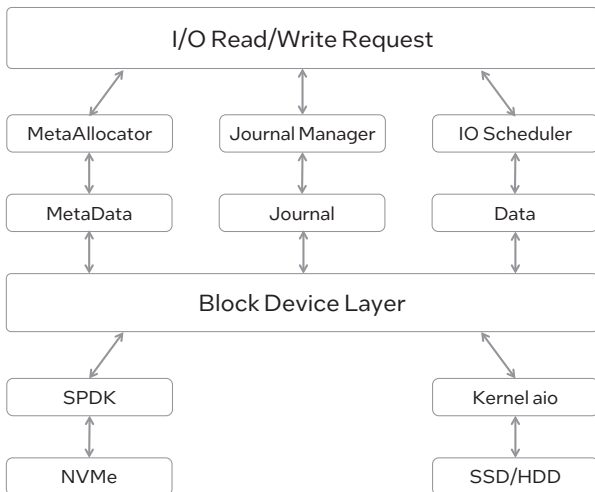 I/O Read/Write Request
MetaAllocator
Journal Manager
IO Scheduler
MetaData
Journal
Data
Block Device Layer
SPDK
Kernel aio
NVMe
SSD/HDD